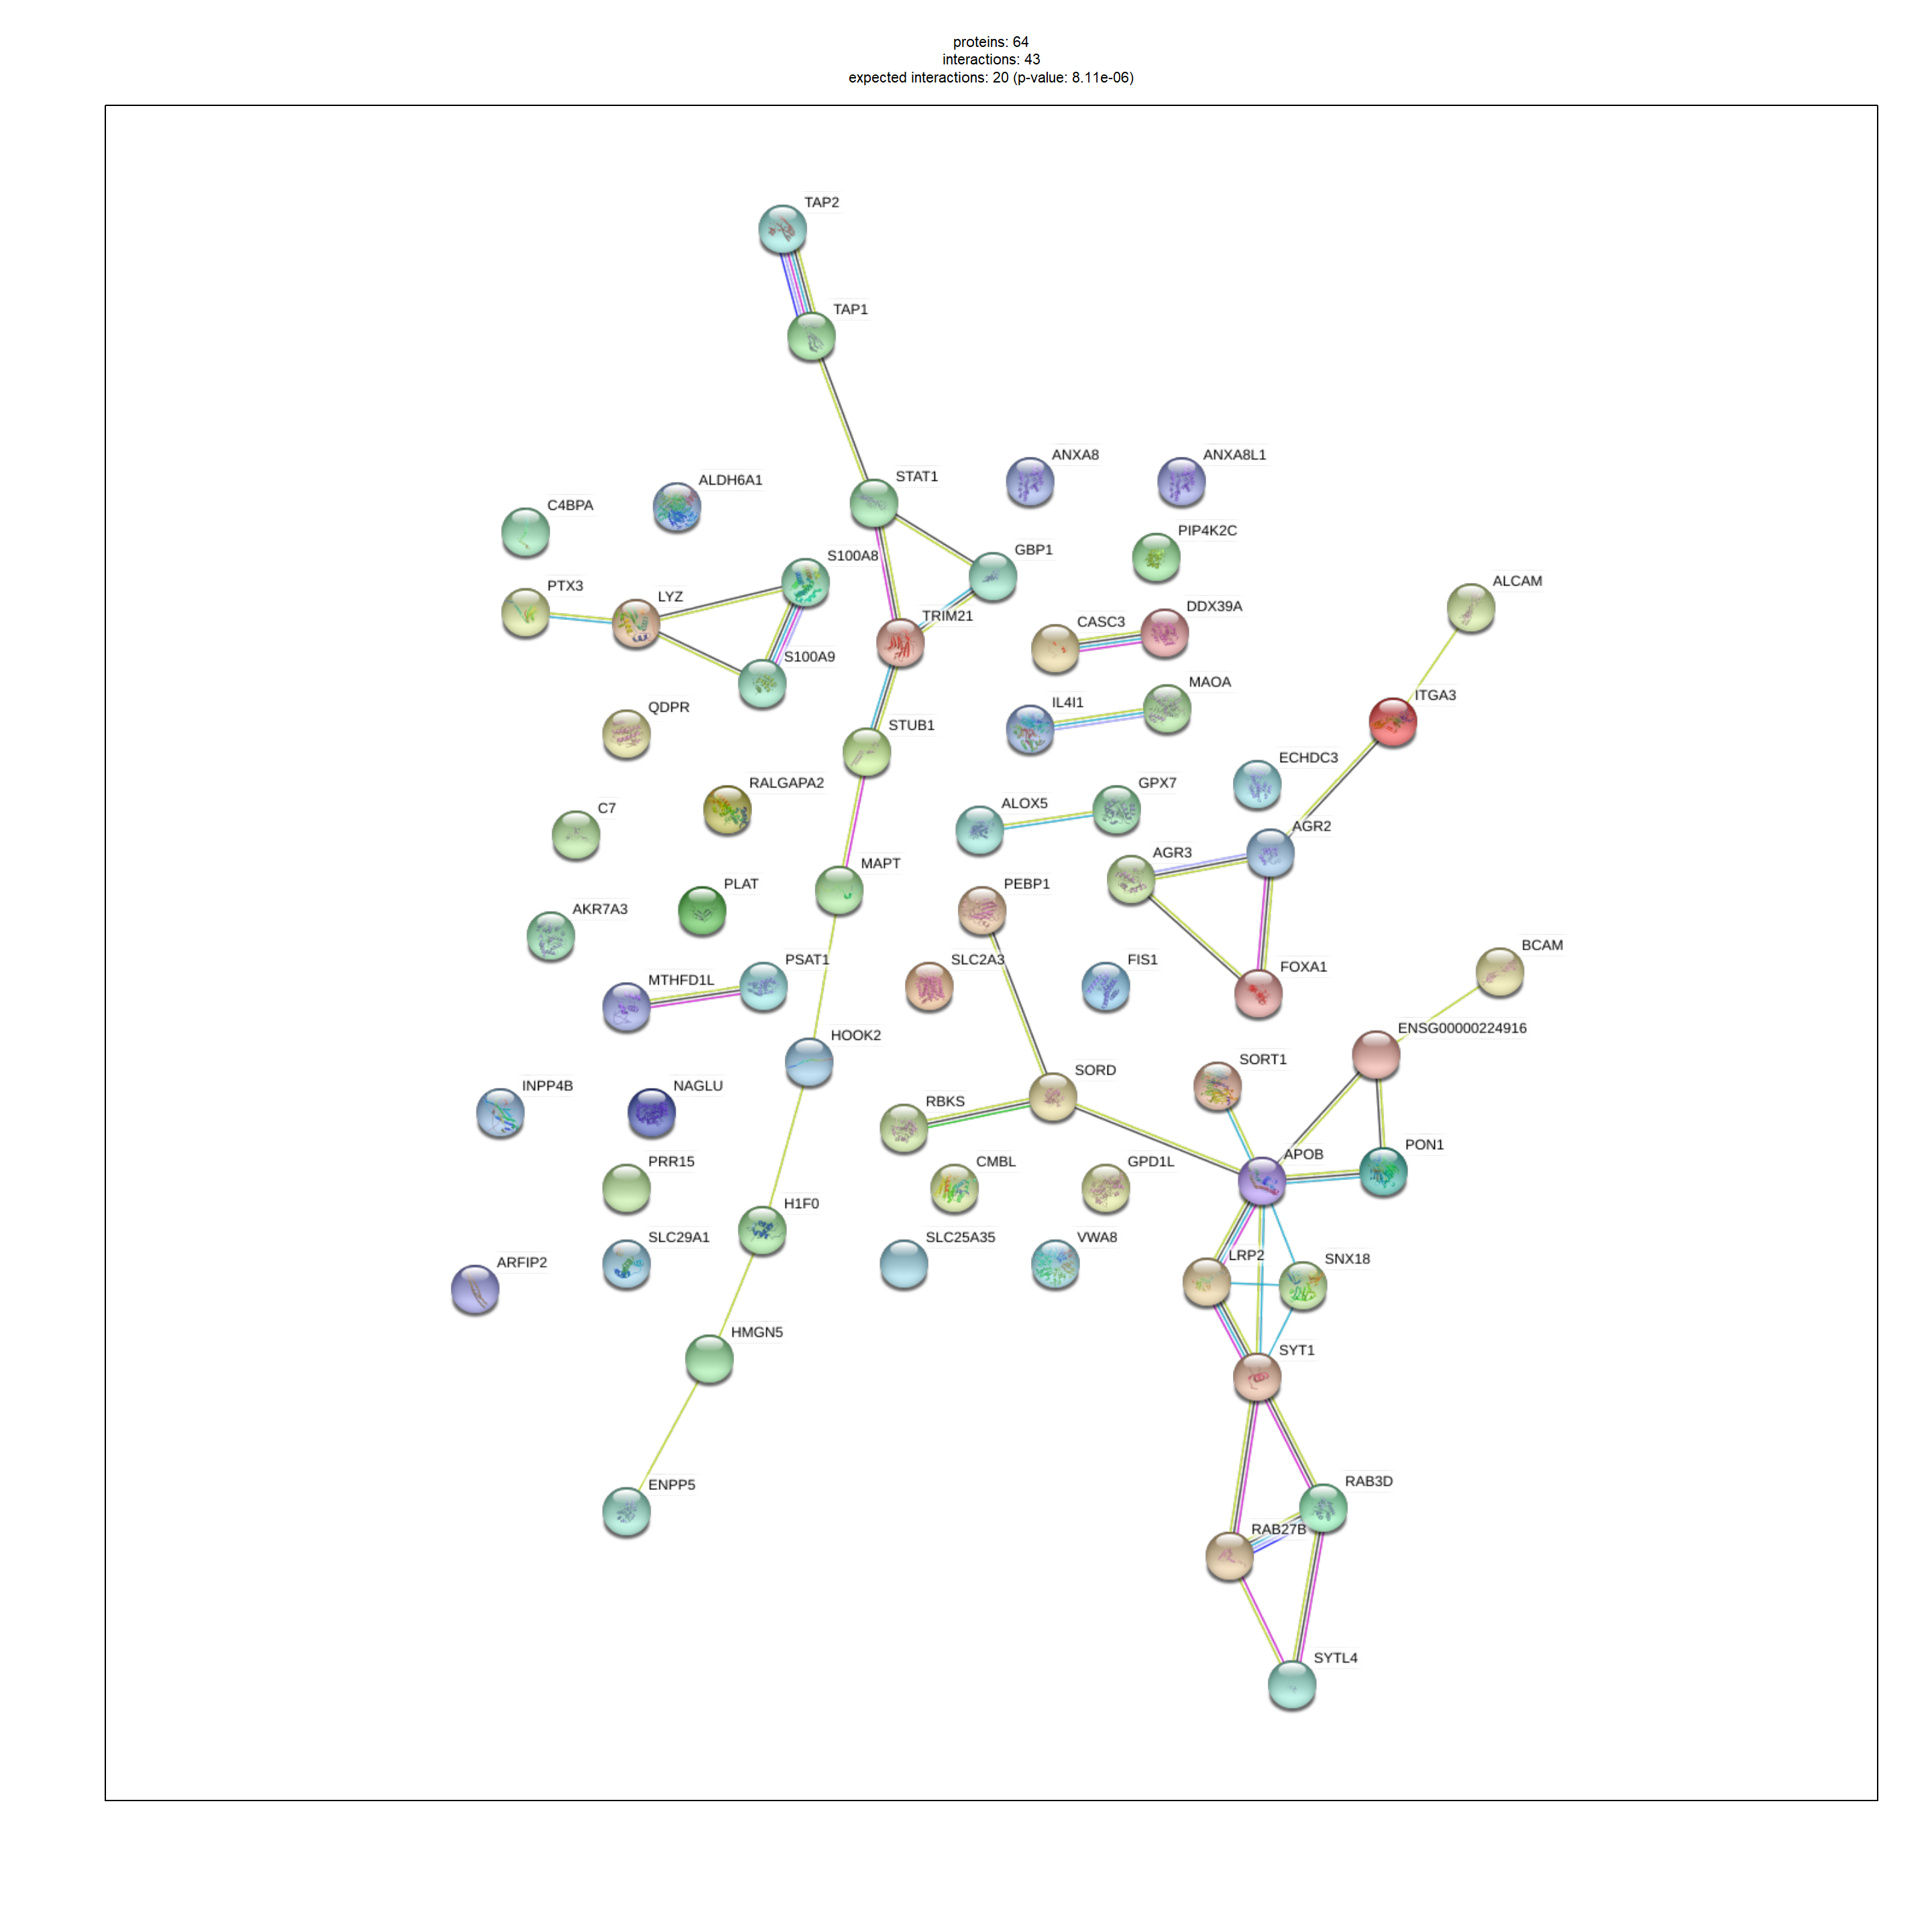 proteins: 64
interactions: 43
expected interactions: 20 (p-value: 8.11e-06)
TAP2
TAP1
ANXA8
ANXA8L1
STAT1
ALDH6A1
C4BPA
PIP4K2C
GBP1
S100A8
ALCAM
PTX3
LYZ
DDX39A
TRIM21
CASC3
S100A9
MAOA
ITGA3
IL4I1
QDPR
STUB1
ECHDC3
RALGAPA2
GPX7
ALOX5
C7
AGR2
AGR3
MAPT
PLAT
PEBP1
AKR7A3
BCAM
PSAT1
SLC2A3
FIS1
FOXA1
MTHFD1L
ENSG00000224916
HOOK2
SORT1
SORD
INPP4B
NAGLU
RBKS
PON1
APOB
PRR15
CMBL
GPD1L
H1F0
SLC29A1
SLC25A35
VWA8
LRP2
SNX18
ARFIP2
HMGN5
SYT1
RAB3D
ENPP5
RAB27B
SYTL4